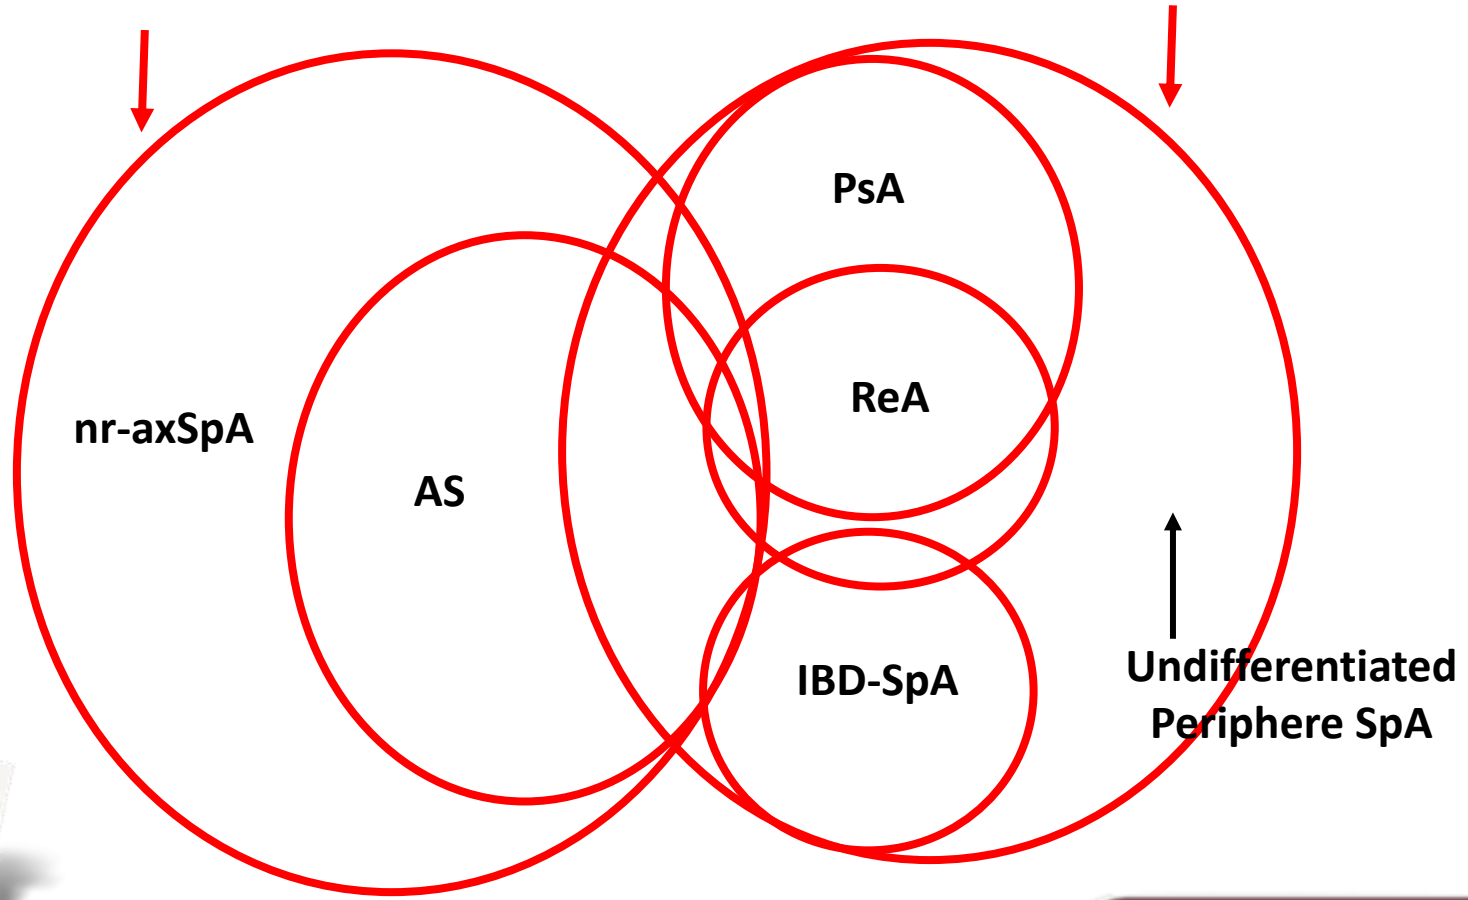 PsA
ReA
nr-axSpA
AS
IBD-SpA
Undifferentiated
Periphere SpA